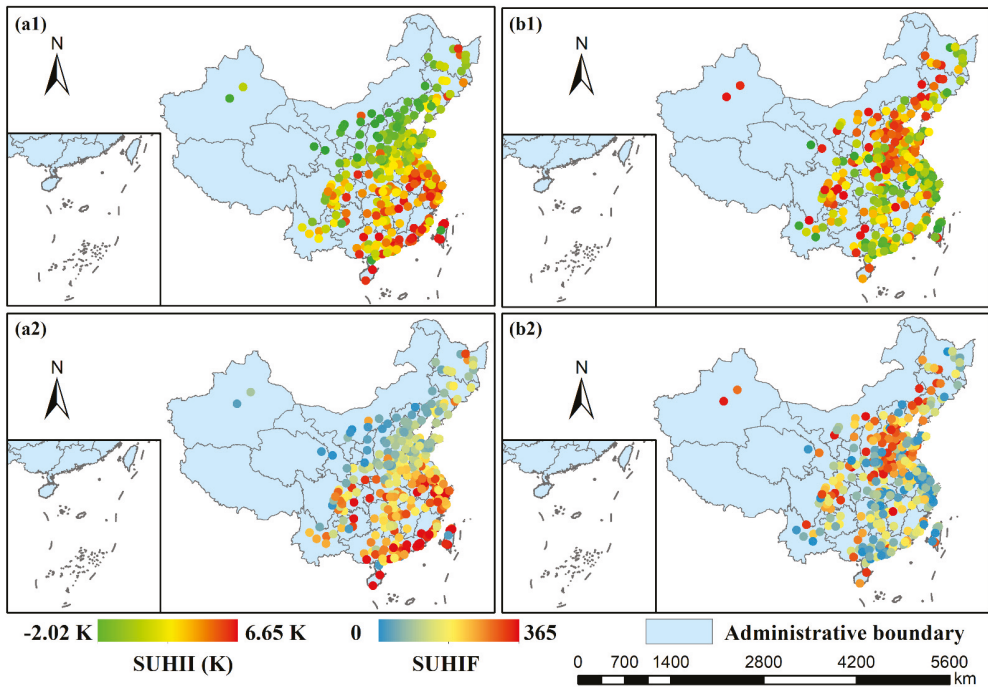 (a1)
N
(b1)
N
(a2)
N
(b2)
N
-2.02 K 6.65 K
SUHII (K)
0 365
SUHIF
Administrative boundary
0 700 1400 2800 4200 5600
km